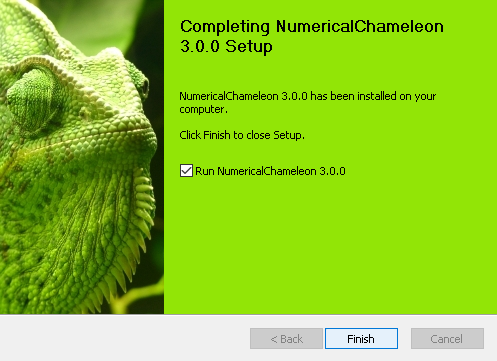 Completing NumericalChameleon
3.0.0 Setup
NumericalChameleon 3.0.0 has been installed on your
computer.
Click Finish to close Setup.
Run NumericalChameleon 3.0.0
< Back
Finish
Cancel